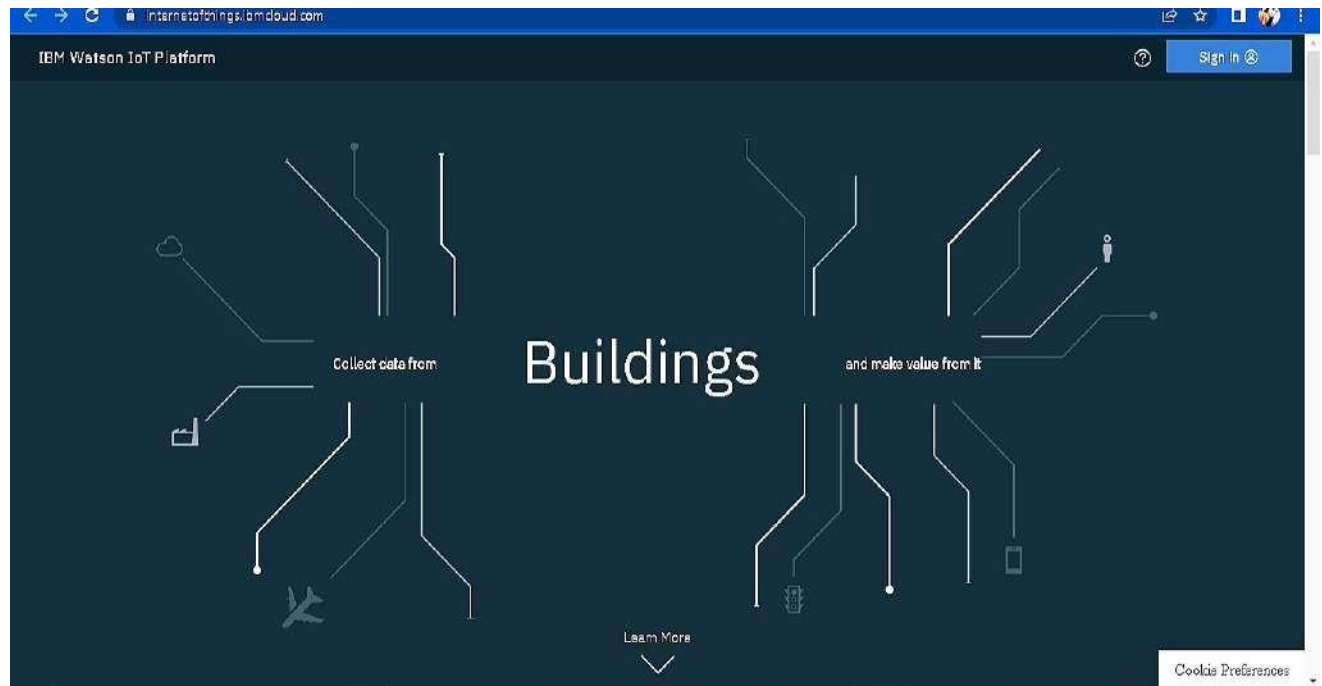 internetofthings.ibmcloud.com
IBM Watson IoT Platform
Sign In
Collect data from
Buildings
and make value from it
Learn More
Cookie Preferences